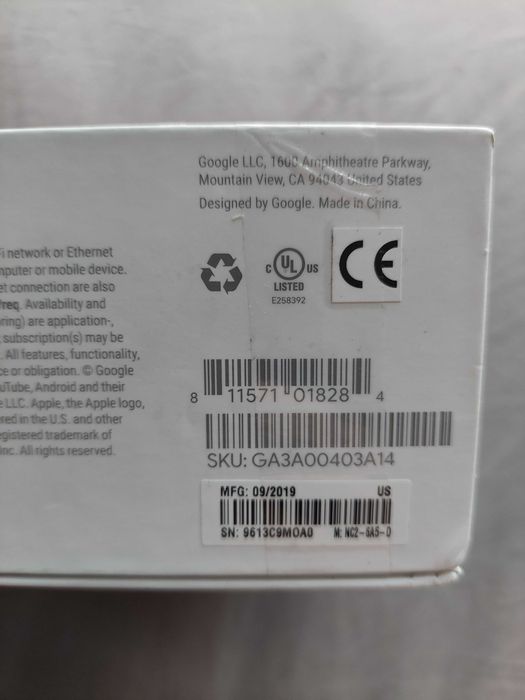 Google LLC, 1600 Amphitheatre Parkway,
Mountain View, CA 94043 United States
Designed by Google. Made in China.
network or Ethernet
mputer or mobile device.
et connection are also
req. Availability and
ring) are application-,
subscription(s) may be
. All features, functionality,
ce or obligation. © Google
uTube, Android and their
LLC. Apple, the Apple logo,
red in the U.S. and other
egistered trademark of
Inc. All rights reserved.
C UL US
LISTED
E258392
CE
8 11571 01828 4
SKU: GA3A00403A14
MFG: 09/2019 US
SN: 9613C9MOA0 M: NC2-6A5-D